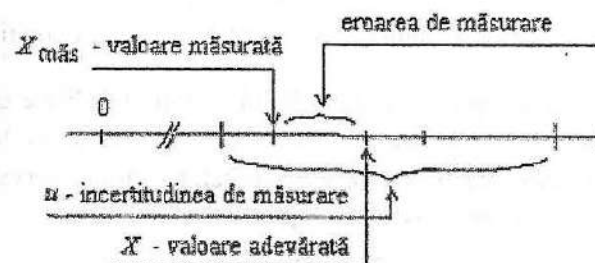 eroarea de măsurare
X măs - valoare măsurată
0
u - incertitudinea de măsurare
X - valoare adevărată